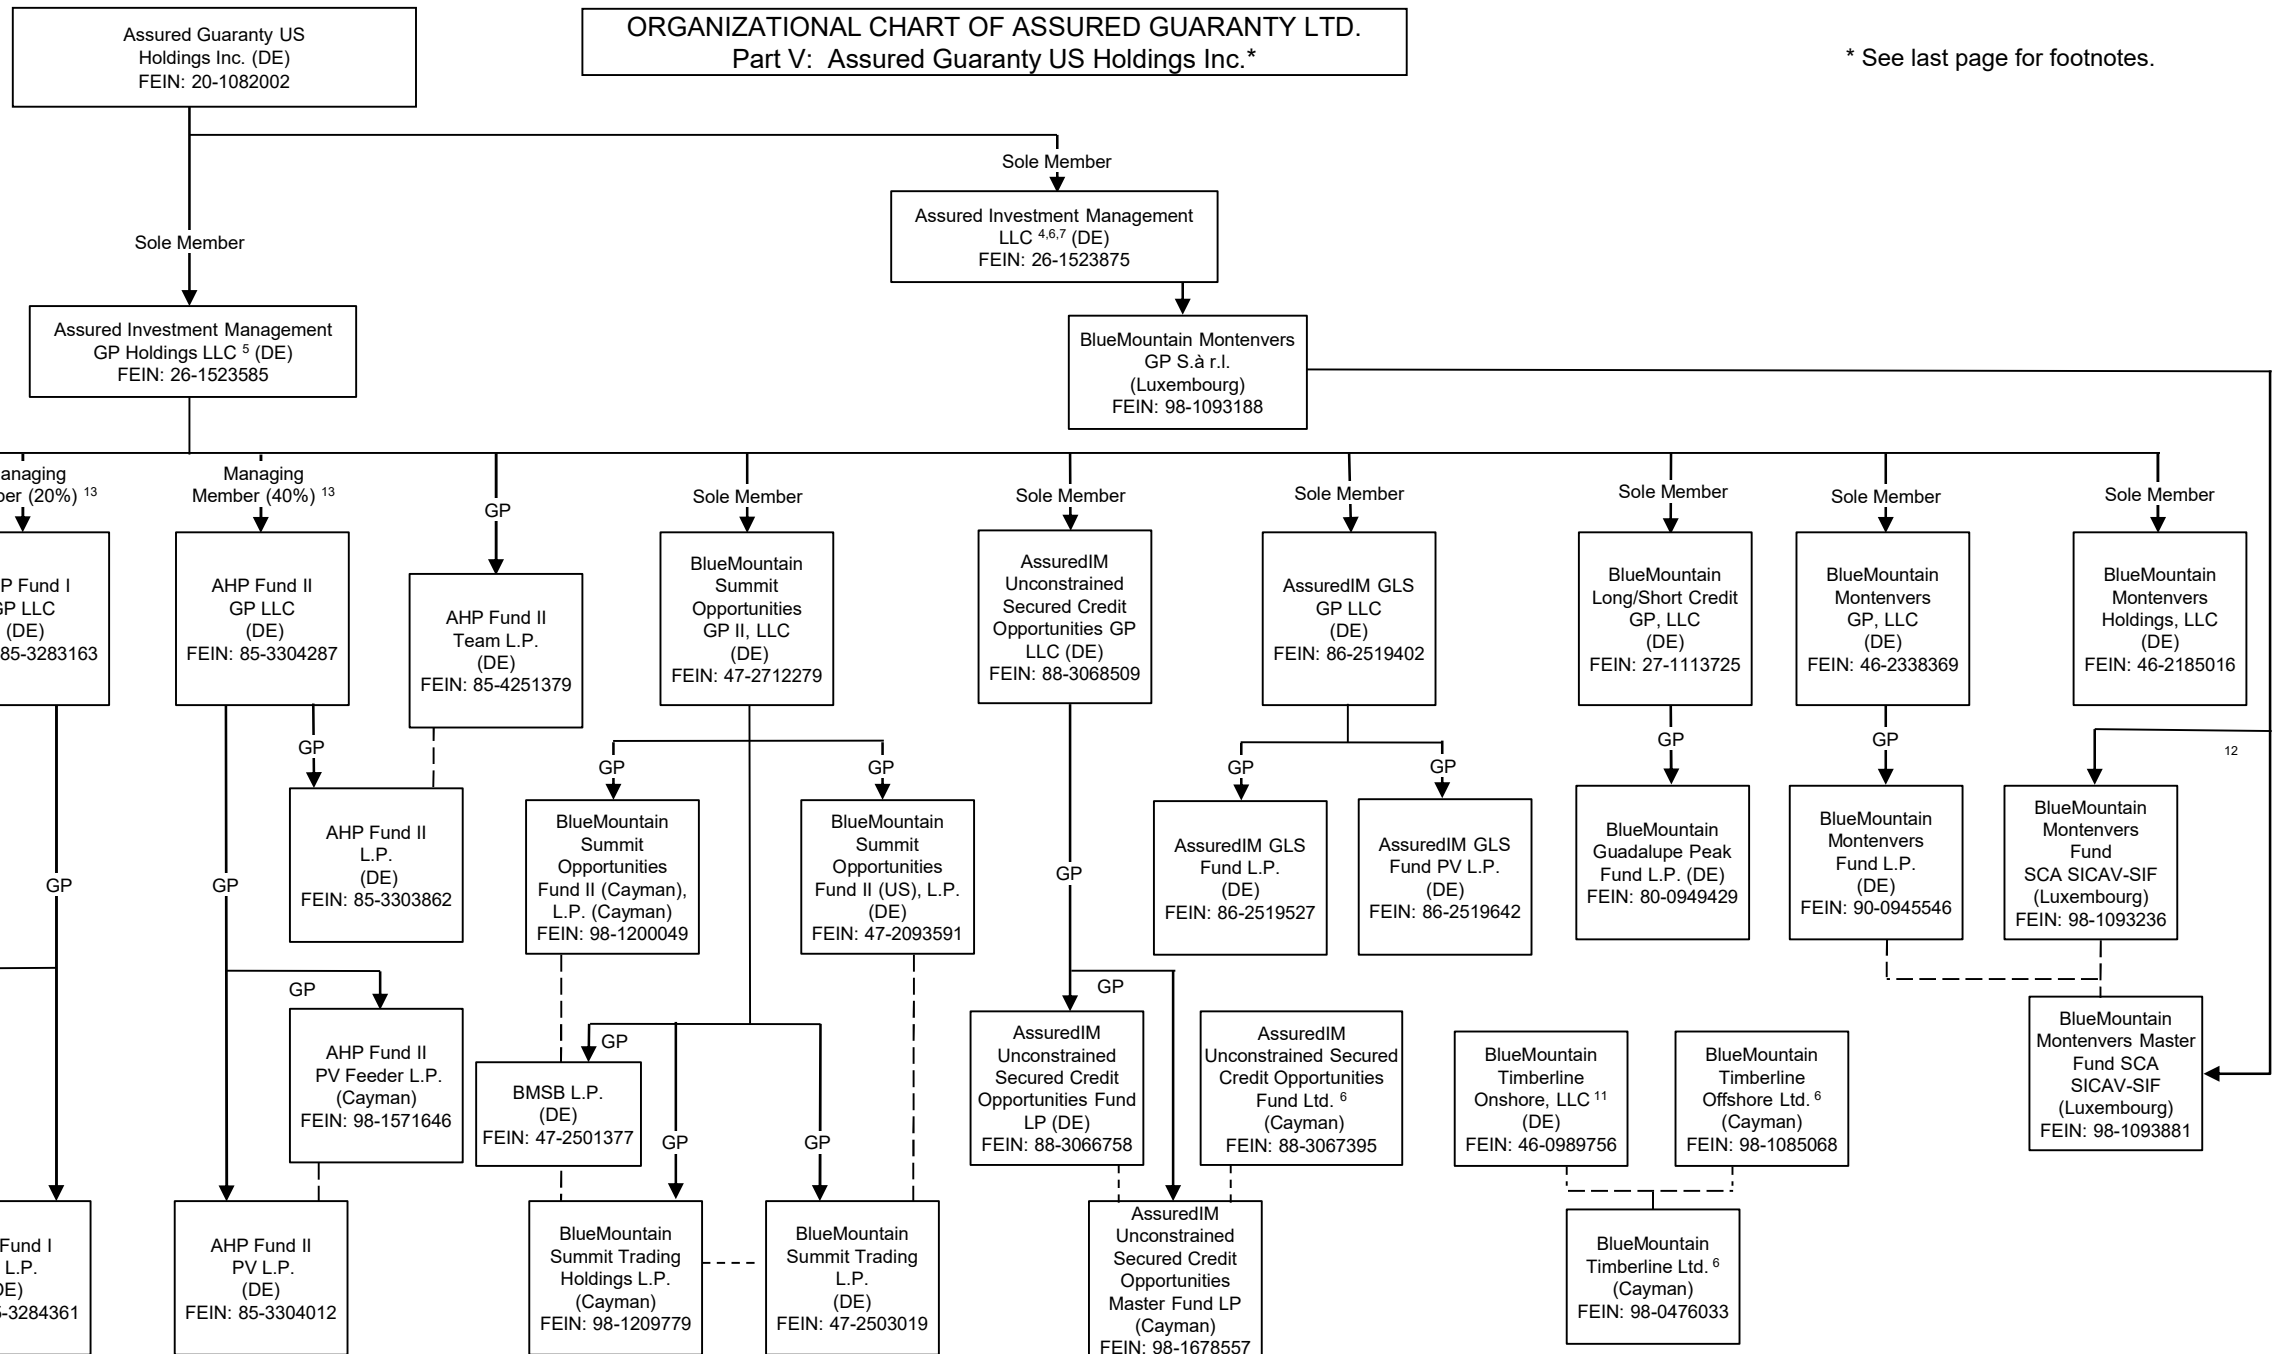 Assured Guaranty US
Holdings Inc. (DE)
FEIN: 20-1082002
ORGANIZATIONAL CHART OF ASSURED GUARANTY LTD.
Part V: Assured Guaranty US Holdings Inc.*
* See last page for footnotes.
Sole Member
Assured Investment Management
LLC 4,6,7 (DE)
FEIN: 26-1523875
Sole Member
Assured Investment Management
GP Holdings LLC 5 (DE)
FEIN: 26-1523585
BlueMountain Montenvers
GP S.à r.l.
(Luxembourg)
FEIN: 98-1093188
anaging
ber (20%) 13
Managing
Member (40%) 13
GP
Sole Member
Sole Member
Sole Member
Sole Member
Sole Member
Sole Member
P Fund I
GP LLC
(DE)
85-3283163
AHP Fund II
GP LLC
(DE)
FEIN: 85-3304287
AHP Fund II
Team L.P.
(DE)
FEIN: 85-4251379
BlueMountain
Summit
Opportunities
GP II, LLC
(DE)
FEIN: 47-2712279
AssuredIM
Unconstrained
Secured Credit
Opportunities GP
LLC (DE)
FEIN: 88-3068509
AssuredIM GLS
GP LLC
(DE)
FEIN: 86-2519402
BlueMountain
Long/Short Credit
GP, LLC
(DE)
FEIN: 27-1113725
BlueMountain
Montenvers
GP, LLC
(DE)
FEIN: 46-2338369
BlueMountain
Montenvers
Holdings, LLC
(DE)
FEIN: 46-2185016
GP
GP
GP
GP
GP
GP
GP
12
GP
GP
AHP Fund II
L.P.
(DE)
FEIN: 85-3303862
BlueMountain
Summit
Opportunities
Fund II (Cayman),
L.P. (Cayman)
FEIN: 98-1200049
BlueMountain
Summit
Opportunities
Fund II (US), L.P.
(DE)
FEIN: 47-2093591
GP
AssuredIM GLS
Fund L.P.
(DE)
FEIN: 86-2519527
AssuredIM GLS
Fund PV L.P.
(DE)
FEIN: 86-2519642
BlueMountain
Guadalupe Peak
Fund L.P. (DE)
FEIN: 80-0949429
BlueMountain
Montenvers
Fund L.P.
(DE)
FEIN: 90-0945546
BlueMountain
Montenvers
Fund
SCA SICAV-SIF
(Luxembourg)
FEIN: 98-1093236
GP
GP
AHP Fund II
PV Feeder L.P.
(Cayman)
FEIN: 98-1571646
GP
BMSB L.P.
(DE)
FEIN: 47-2501377
GP
GP
AssuredIM
Unconstrained
Secured Credit
Opportunities Fund
LP (DE)
FEIN: 88-3066758
AssuredIM
Unconstrained Secured
Credit Opportunities
Fund Ltd. 6
(Cayman)
FEIN: 88-3067395
BlueMountain
Timberline
Onshore, LLC 11
(DE)
FEIN: 46-0989756
BlueMountain
Timberline
Offshore Ltd. 6
(Cayman)
FEIN: 98-1085068
BlueMountain
Montenvers Master
Fund SCA
SICAV-SIF
(Luxembourg)
FEIN: 98-1093881
Fund I
L.P.
DE)
5-3284361
AHP Fund II
PV L.P.
(DE)
FEIN: 85-3304012
BlueMountain
Summit Trading
Holdings L.P.
(Cayman)
FEIN: 98-1209779
BlueMountain
Summit Trading
L.P.
(DE)
FEIN: 47-2503019
AssuredIM
Unconstrained
Secured Credit
Opportunities
Master Fund LP
(Cayman)
FEIN: 98-1678557
BlueMountain
Timberline Ltd. 6
(Cayman)
FEIN: 98-0476033